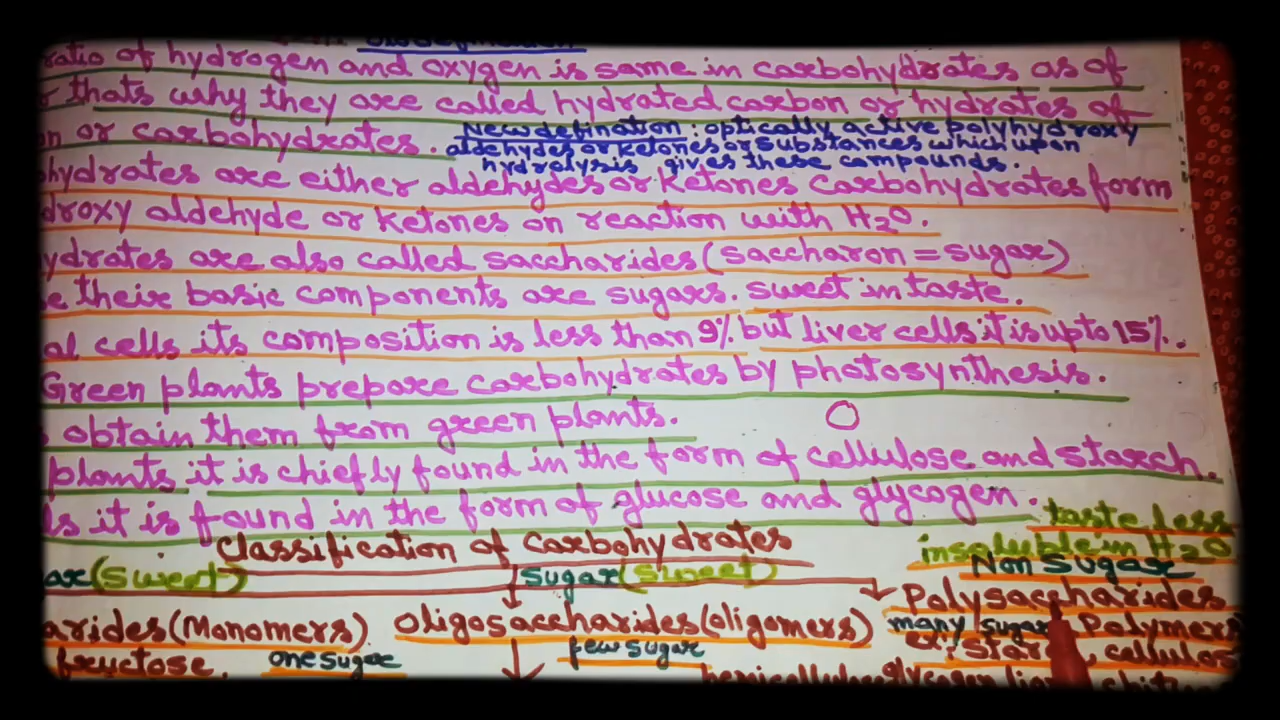 ratio of hydrogen and oxygen is same in carbohydrates as of
thats why they are called hydrated carbon or hydrates of
on or carbohydrates. New defination: optically active polyhydroxy
aldehydes or ketones or substances which upon
hydrolysis gives these compounds.
ohydrates are either aldehydes or ketones carbohydrates form
droxy aldehyde or ketones on reaction with H₂O.
ydrates are also called saccharides (saccharon = sugar)
e their basic components are sugars. sweet in taste.
al cells its composition is less than 9% but liver cells it is upto 15%.
Green plants prepare carbohydrates by photosynthesis.
s obtain them from green plants.
plants it is chiefly found in the form of cellulose and starch.
ls it is found in the form of glucose and glycogen.
taste less
insoluble in H₂O
Classification of Carbohydrates
Non Sugar
ar (sweet)
sugar (sweet)
Polysaccharides
arides (Monomers)
oligosaccharides (oligomers)
many sugar Polymers
fructose.
one sugar
few sugar
ex: starch, cellulos
hemicellulose glycogen